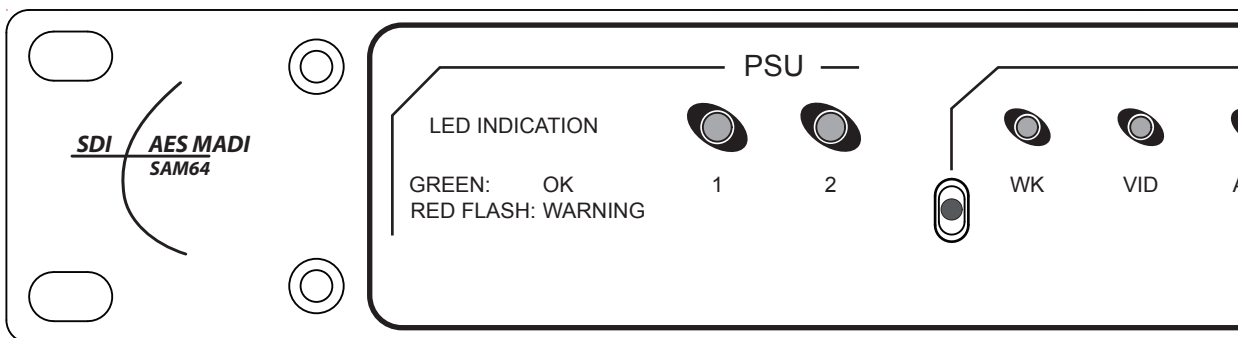 SDI AES MADI
SAM64
PSU
LED INDICATION
GREEN: OK
RED FLASH: WARNING
1 2
WK VID